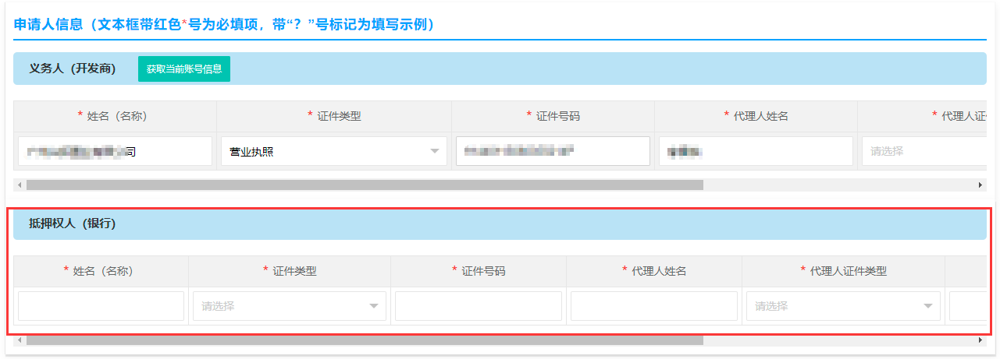 申请人信息（文本框带红色*号为必填项，带“？”号标记为填写示例）
义务人（开发商） 获取当前账号信息
* 姓名（名称） * 证件类型 * 证件号码 * 代理人姓名 * 代理人证
司 营业执照 请选择
抵押权人（银行）
* 姓名（名称） * 证件类型 * 证件号码 * 代理人姓名 * 代理人证件类型
请选择 请选择